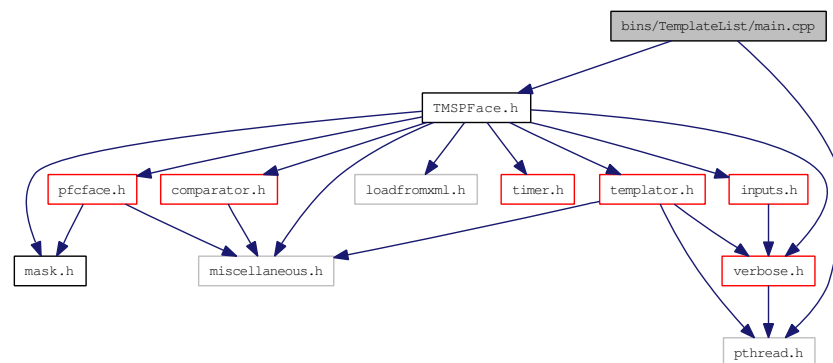 bins/TemplateList/main.cpp
TMSPFace.h
pfcface.h
comparator.h
loadfromxml.h
timer.h
templator.h
inputs.h
mask.h
miscellaneous.h
verbose.h
pthread.h